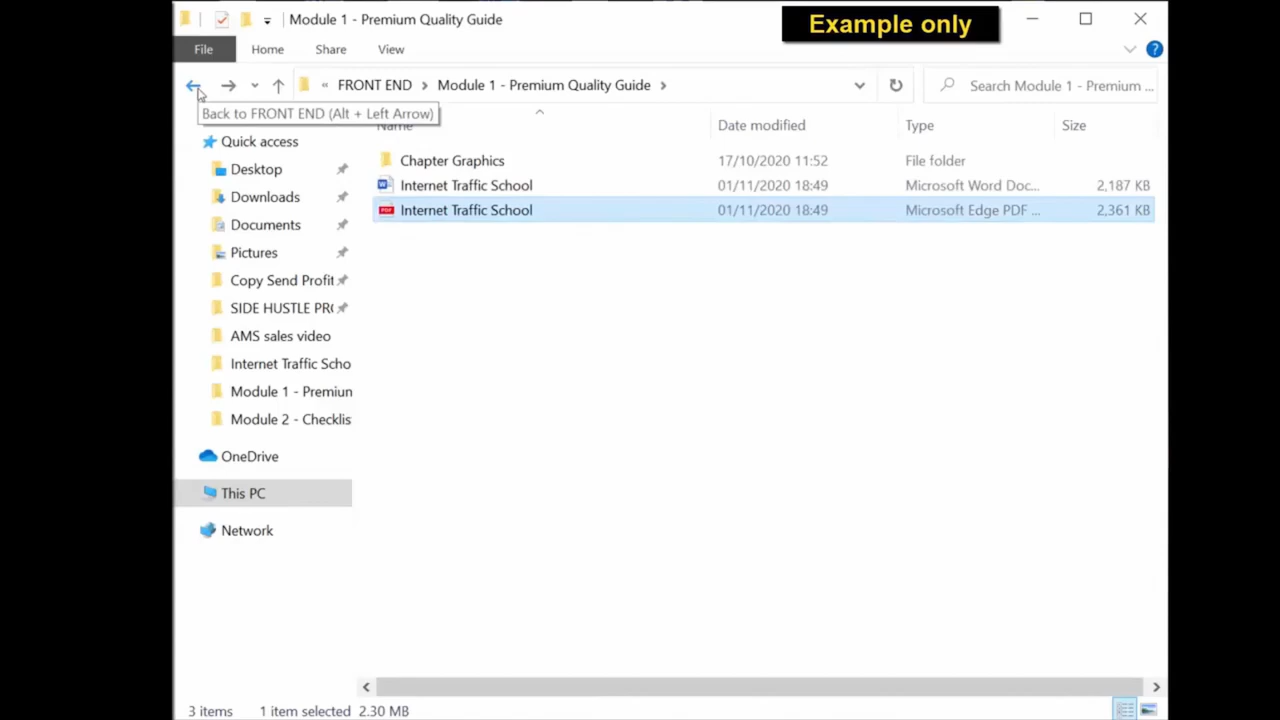 Module 1 - Premium Quality Guide
Example only
File Home Share View
« FRONT END > Module 1 - Premium Quality Guide >
Search Module 1 - Premium ...
Back to FRONT END (Alt + Left Arrow)
Name Date modified Type Size
Chapter Graphics 17/10/2020 11:52 File folder
Internet Traffic School 01/11/2020 18:49 Microsoft Word Doc... 2,187 KB
Internet Traffic School 01/11/2020 18:49 Microsoft Edge PDF ... 2,361 KB
Quick access
Desktop
Downloads
Documents
Pictures
Copy Send Profit
SIDE HUSTLE PR
AMS sales video
Internet Traffic Scho
Module 1 - Premium
Module 2 - Checklis
OneDrive
This PC
Network
3 items 1 item selected 2.30 MB